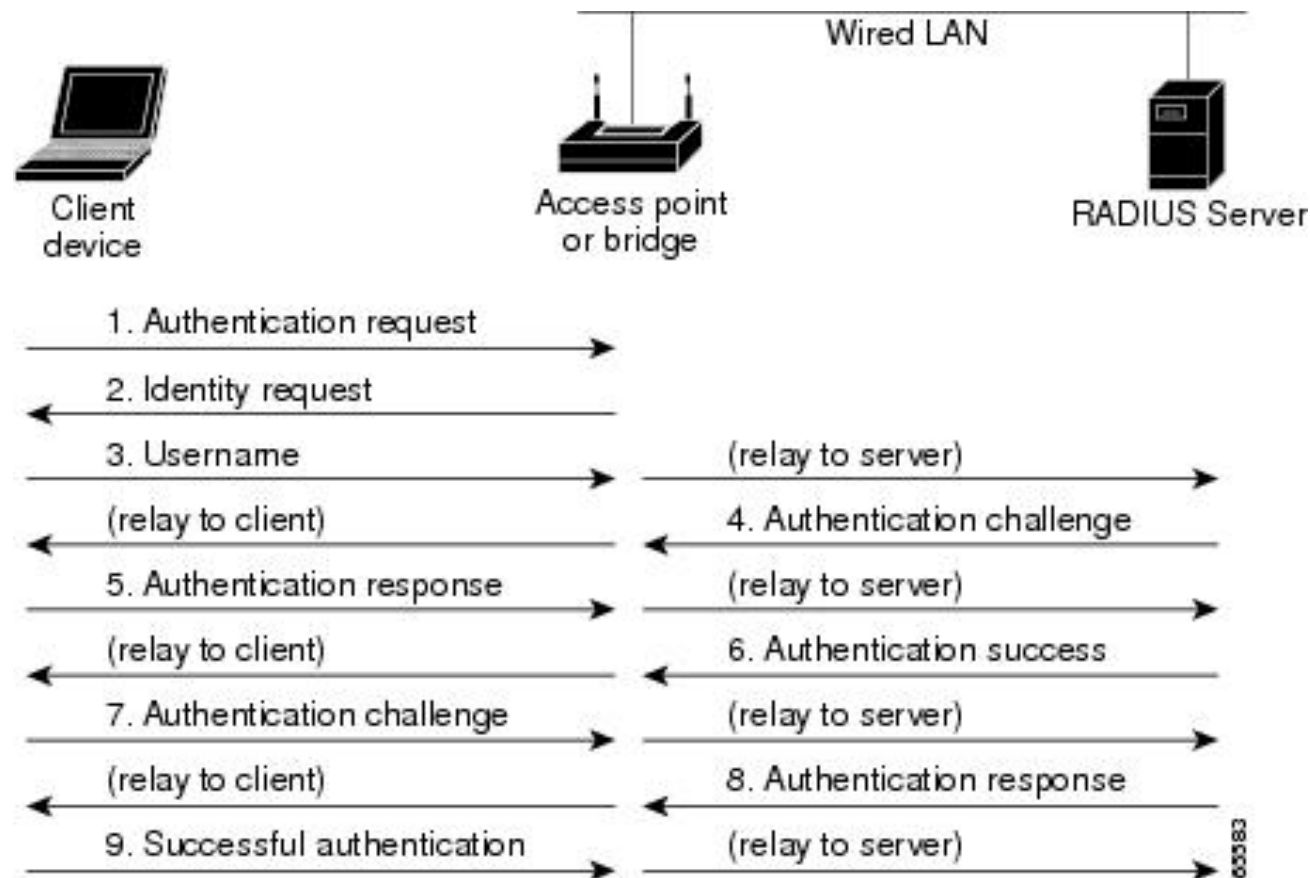 Wired LAN
Client
device
Access point
or bridge
RADIUS Server
1. Authentication request
2. Identity request
3. Username
(relay to server)
(relay to client)
4. Authentication challenge
5. Authentication response
(relay to server)
(relay to client)
6. Authentication success
7. Authentication challenge
(relay to server)
(relay to client)
8. Authentication response
9. Successful authentication
(relay to server)
65583